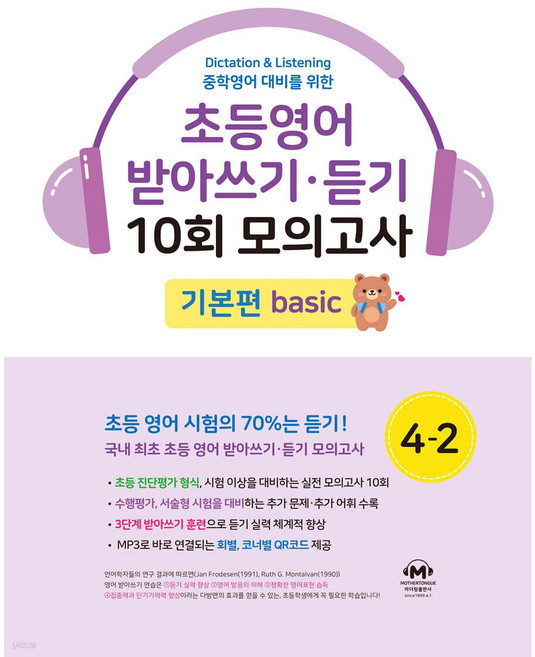 Dictation & Listening
중학영어 대비를 위한
초등영어
받아쓰기·듣기
10회 모의고사
기본편 basic
초등 영어 시험의 70%는 듣기!
국내 최초 초등 영어 받아쓰기·듣기 모의고사
4-2
• 초등 진단평가 형식, 시험 이상을 대비하는 실전 모의고사 10회
• 수행평가, 서술형 시험을 대비하는 추가 문제·추가 어휘 수록
• 3단계 받아쓰기 훈련으로 듣기 실력 체계적 향상
• MP3로 바로 연결되는 회별, 코너별 QR코드 제공
언어학자들의 연구 결과에 따르면(Jan Frodesen(1991), Ruth G. Montalvan(1990))
영어 받아쓰기 연습은 ①듣기 실력 향상 ②영어 발음의 이해 ③정확한 영어표현 습득
④집중력과 단기기억력 향상이라는 다방면의 효과를 얻을 수 있는, 초등학생에게 꼭 필요한 학습입니다!
MOTHERTONGUE
마더텅출판사
since1999.4.1.